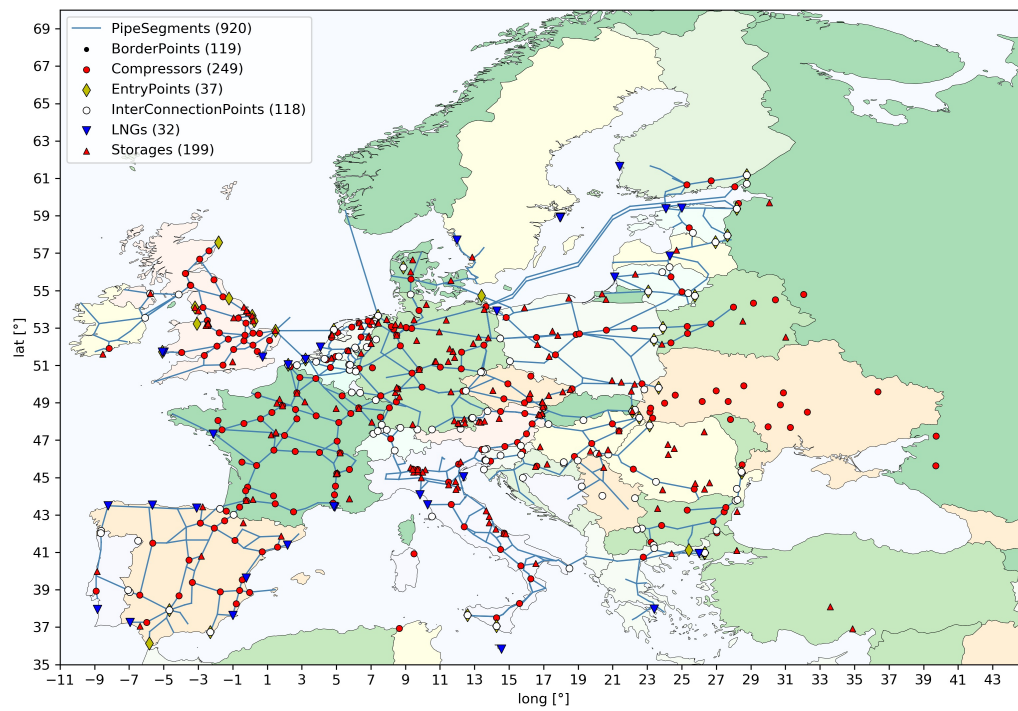 PipeSegments (920)
BorderPoints (119)
Compressors (249)
EntryPoints (37)
InterConnectionPoints (118)
LNGs (32)
Storages (199)
69
67
65
63
61
59
57
55
53
51
49
47
45
43
41
39
37
35
lat [°]
−11 −9 −7 −5 −3 −1 1 3 5 7 9 11 13 15 17 19 21 23 25 27 29 31 33 35 37 39 41 43
long [°]